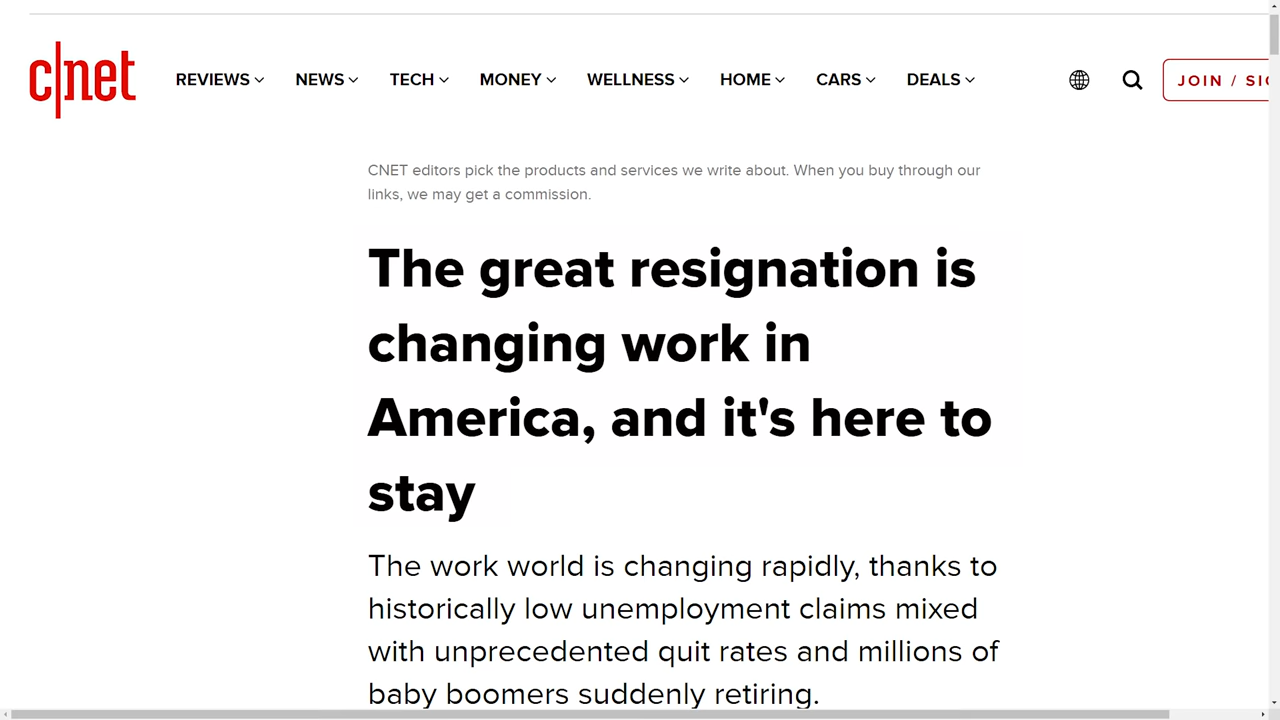 c|net
REVIEWS NEWS TECH MONEY WELLNESS HOME CARS DEALS JOIN / SI
CNET editors pick the products and services we write about. When you buy through our
links, we may get a commission.
The great resignation is
changing work in
America, and it's here to
stay
The work world is changing rapidly, thanks to
historically low unemployment claims mixed
with unprecedented quit rates and millions of
baby boomers suddenly retiring.